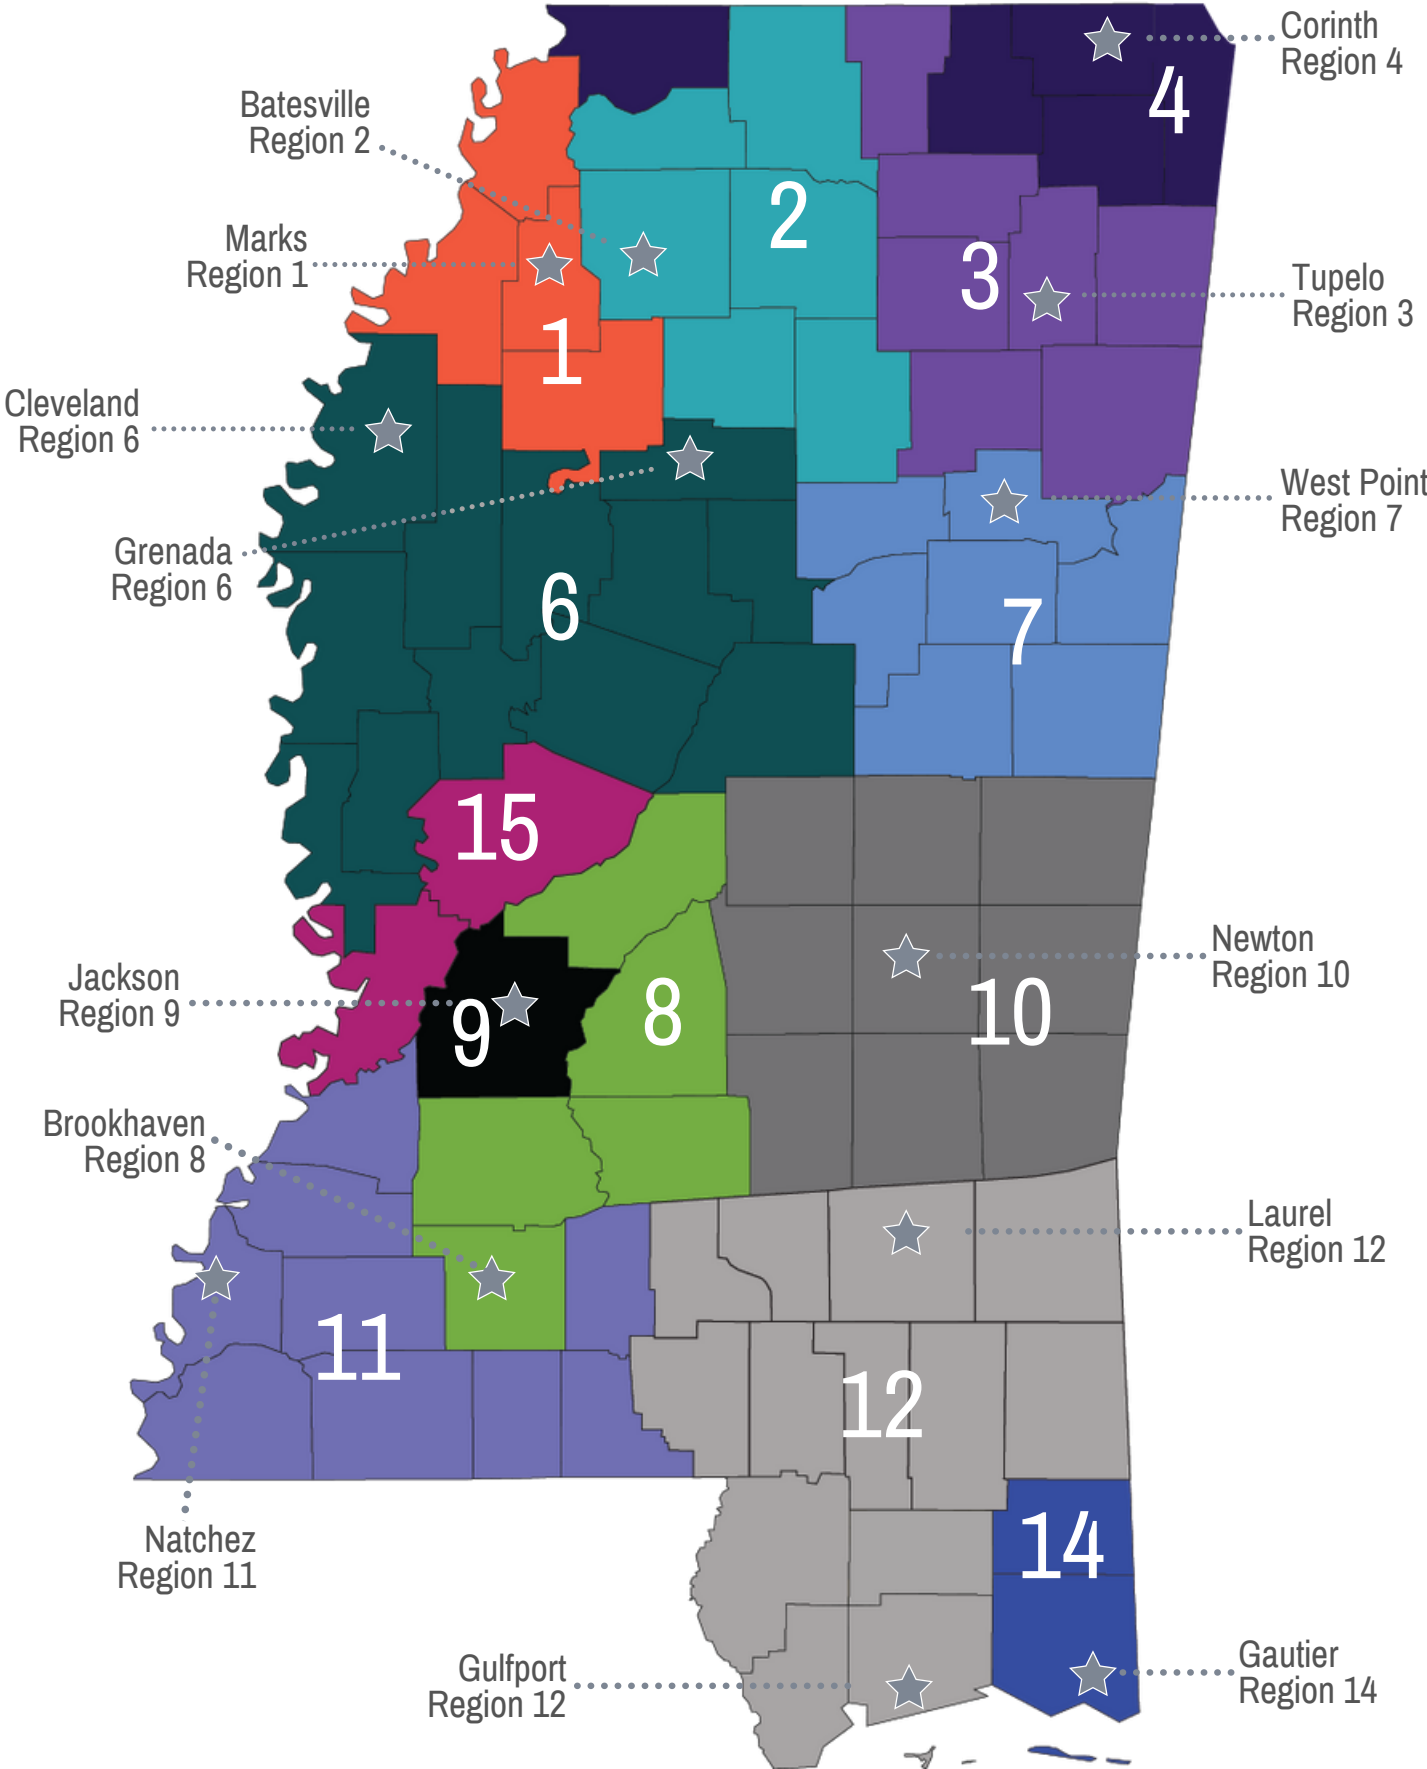 Corinth
Region 4
4
Batesville
Region 2
2
Marks
Region 1
3
Tupelo
Region 3
1
Cleveland
Region 6
West Point
Region 7
Grenada
Region 6
6
7
15
Newton
Region 10
Jackson
Region 9
9
8
10
Brookhaven
Region 8
Laurel
Region 12
11
12
Natchez
Region 11
14
Gulfport
Region 12
Gautier
Region 14